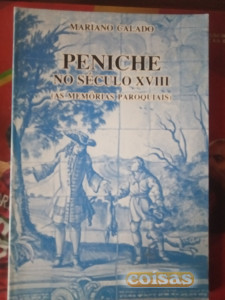 MARIANO CALADO
PENICHE
NO SÉCULO XVIII
(AS MEMÓRIAS PAROQUIAIS)
coisas